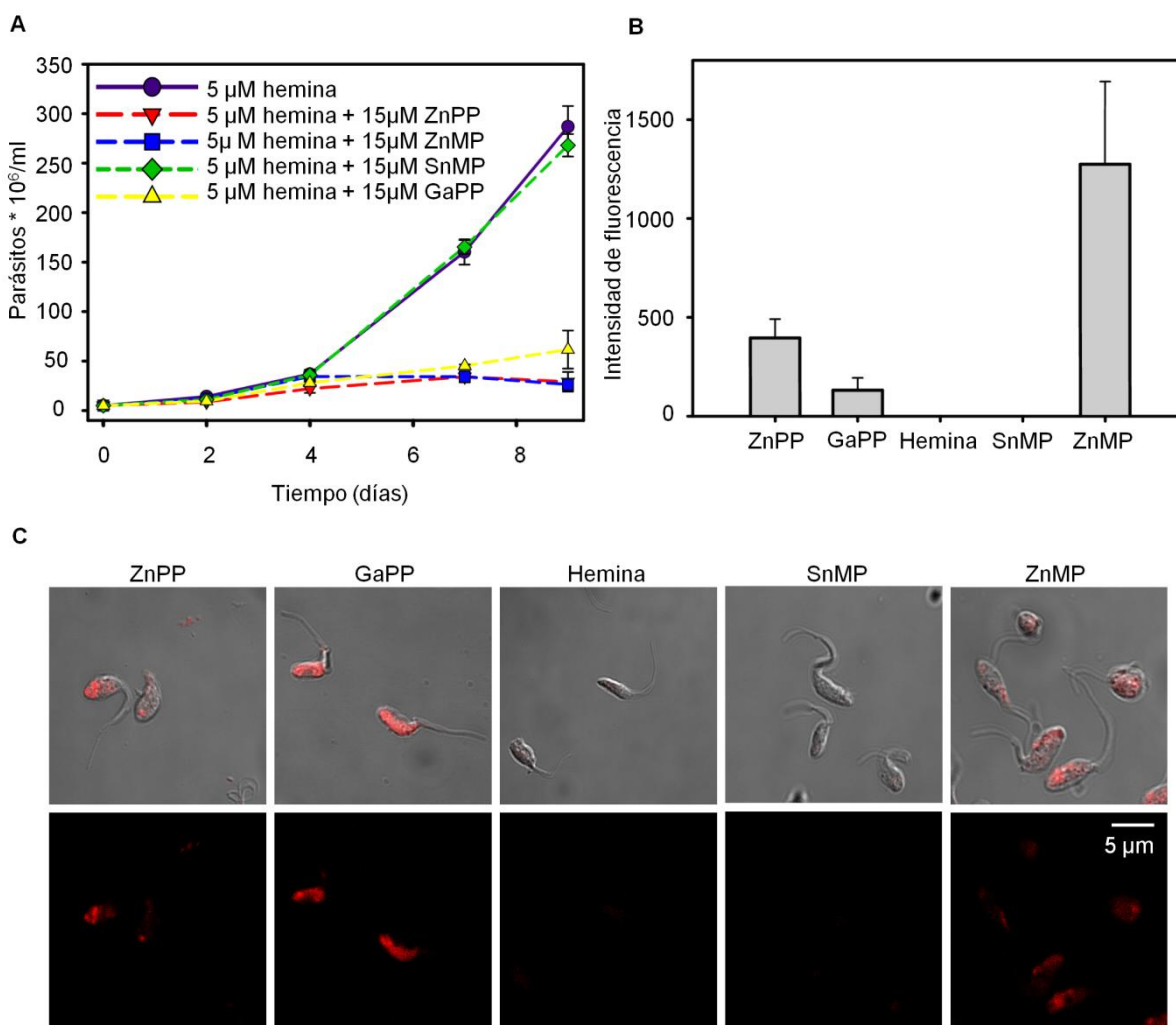 A
350
300
250
200
150
100
50
0
Parásitos * 10⁶/ml
5 µM hemina
5 µM hemina + 15µM ZnPP
5µ M hemina + 15µM ZnMP
5 µM hemina + 15µM SnMP
5 µM hemina + 15µM GaPP
0 2 4 6 8
Tiempo (días)
B
1500
1000
500
0
Intensidad de fluorescencia
ZnPP GaPP Hemina SnMP ZnMP
C
ZnPP GaPP Hemina SnMP ZnMP
5 µm